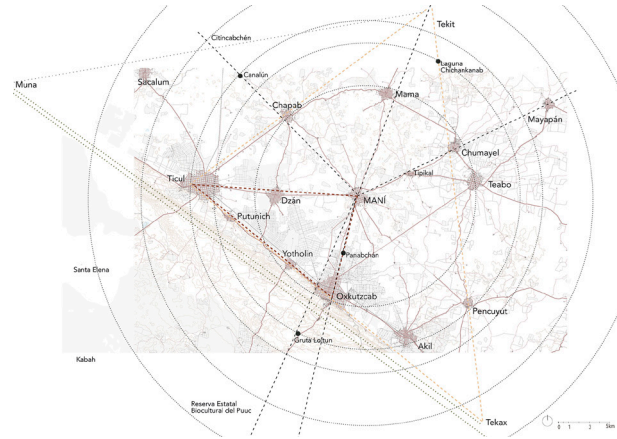 Tekit
Citincabchén
Laguna
Chichankanab
Canalún
Sacalum
Muna
Mama
Chapab
Mayapán
Chumayel
Tipikal
Ticul
Teabo
Dzán
MANÍ
Putunich
Yotholin
Panabchán
Santa Elena
Oxkutzcab
Pencuyut
Gruta Loltun
Akil
Kabah
Reserva Estatal
Biocultural del Puuc
Tekax
0 1 2 5km